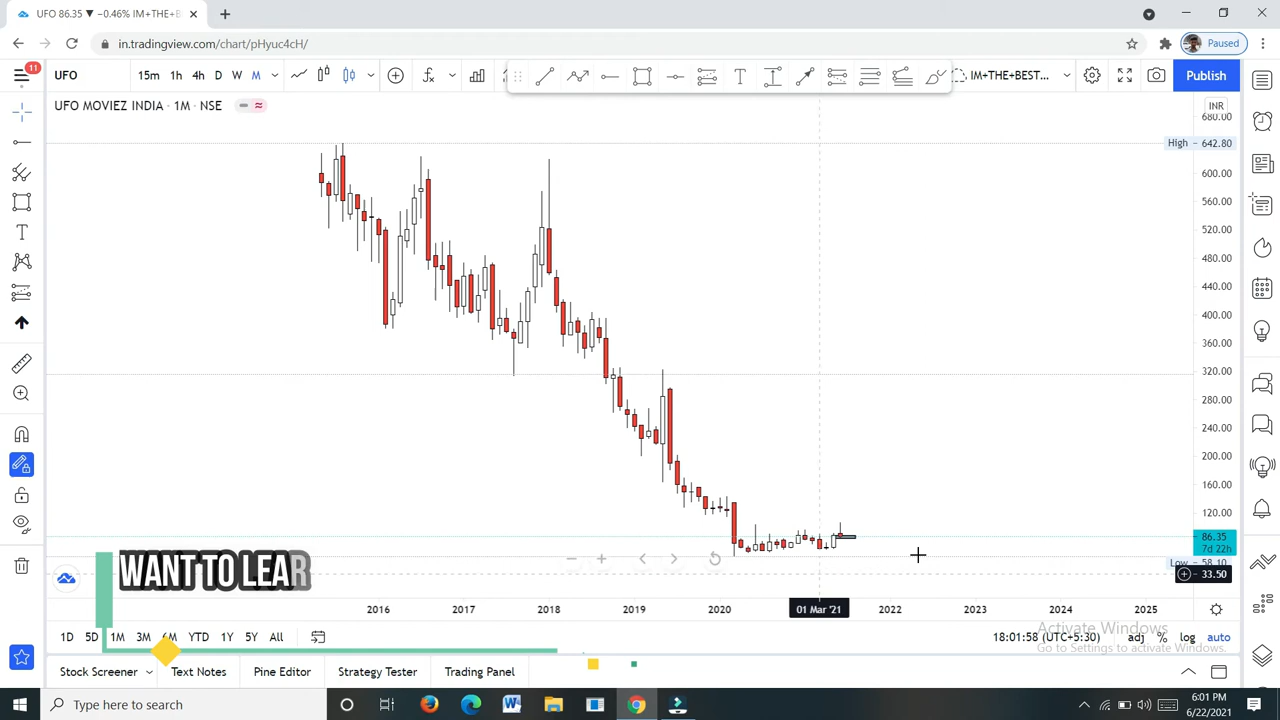 UFO 86.35 ▼ −0.46% IM+THE+B
in.tradingview.com/chart/pHyuc4cH/
Paused
11
UFO
15m 1h 4h D W M
IM+THE+BEST...
Publish
UFO MOVIEZ INDIA · 1M · NSE
INR
680.00
High 642.80
600.00
560.00
520.00
480.00
440.00
400.00
360.00
320.00
280.00
240.00
200.00
160.00
120.00
86.35
7d 22h
Low 58.10
33.50
WANT TO LEAR
2016 2017 2018 2019 2020 01 Mar '21 2022 2023 2024 2025
1D 5D 1M 3M 6M YTD 1Y 5Y All
18:01:58 (UTC+5:30) adj % log auto
Activate Windows
Go to Settings to activate Windows.
Stock Screener Text Notes Pine Editor Strategy Tester Trading Panel
Type here to search
6:01 PM
6/22/2021